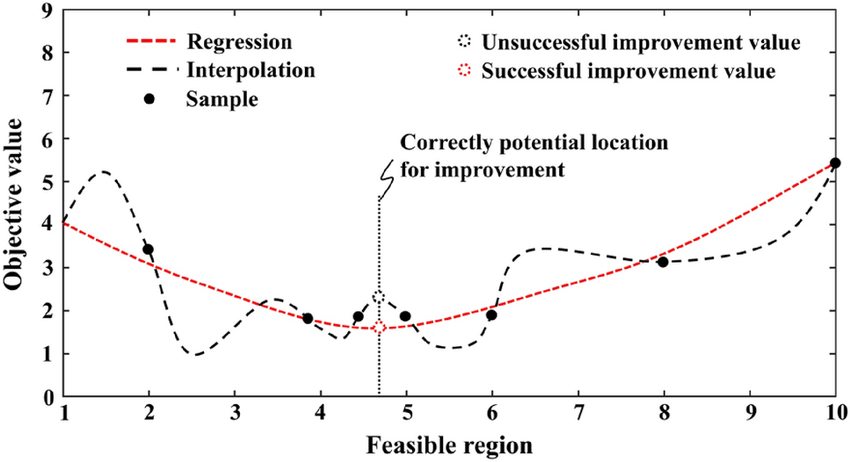 9
8
7
6
5
4
3
2
1
0
Objective value
Regression
Interpolation
Sample
Unsuccessful improvement value
Successful improvement value
Correctly potential location
for improvement
1 2 3 4 5 6 7 8 9 10
Feasible region